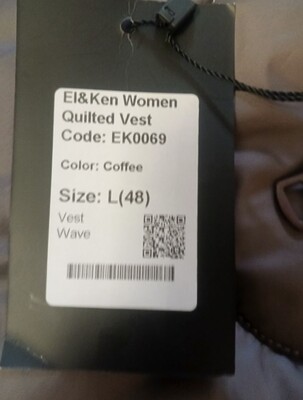 El&Ken Women
Quilted Vest
Code: EK0069
Color: Coffee
Size: L(48)
Vest
Wave